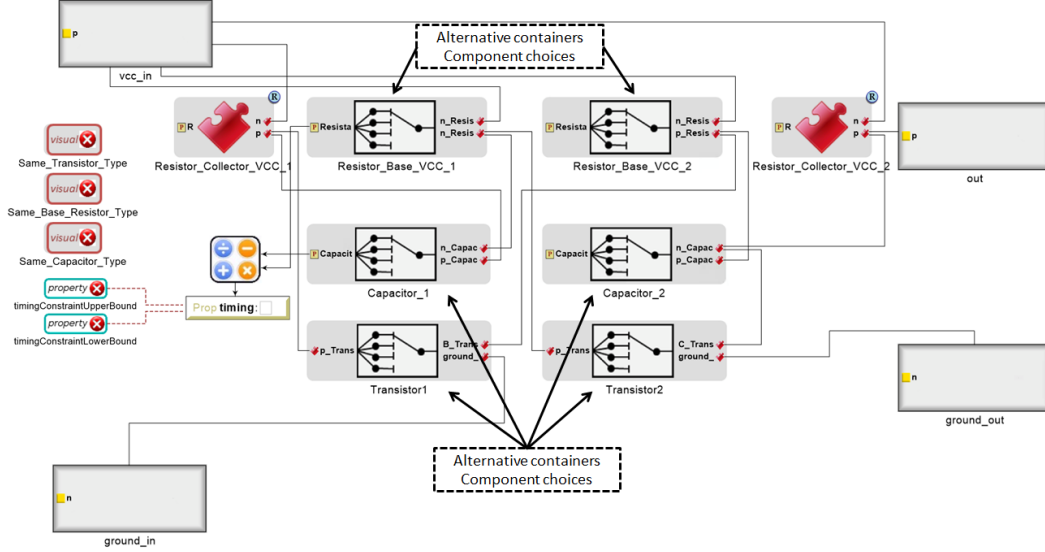 Alternative containers
Component choices
p
vcc_in
R
n
p
R
Resistor_Collector_VCC_1
P Resista
n_Resis
n_Resis
Resistor_Base_VCC_1
P Resista
n_Resis
p_Resis
Resistor_Base_VCC_2
P R
n
p
R
Resistor_Collector_VCC_2
p
out
visual
Same_Transistor_Type
visual
Same_Base_Resistor_Type
visual
Same_Capacitor_Type
property
timingConstraintUpperBound
property
timingConstraintLowerBound
Prop timing:
P Capacit
n_Capac
p_Capac
Capacitor_1
P Capacit
n_Capac
p_Capac
Capacitor_2
p_Trans
B_Trans
ground_
Transistor1
p_Trans
C_Trans
ground_
Transistor2
n
ground_out
Alternative containers
Component choices
n
ground_in